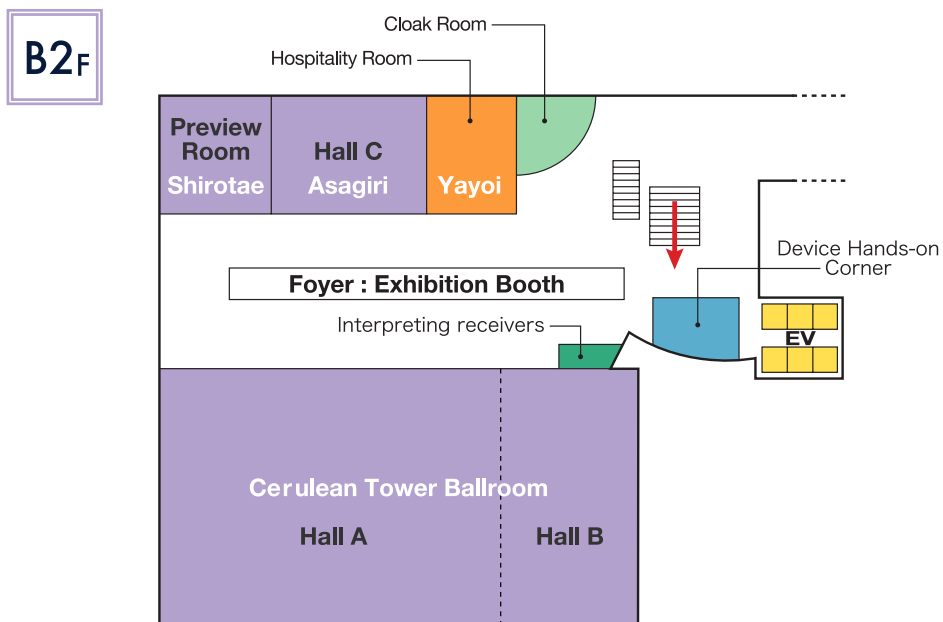 B2F
Cloak Room
Hospitality Room
Preview
Room
Shirotae
Hall C
Asagiri
Yayoi
Device Hands-on
Corner
Foyer : Exhibition Booth
Interpreting receivers
EV
Cerulean Tower Ballroom
Hall A
Hall B